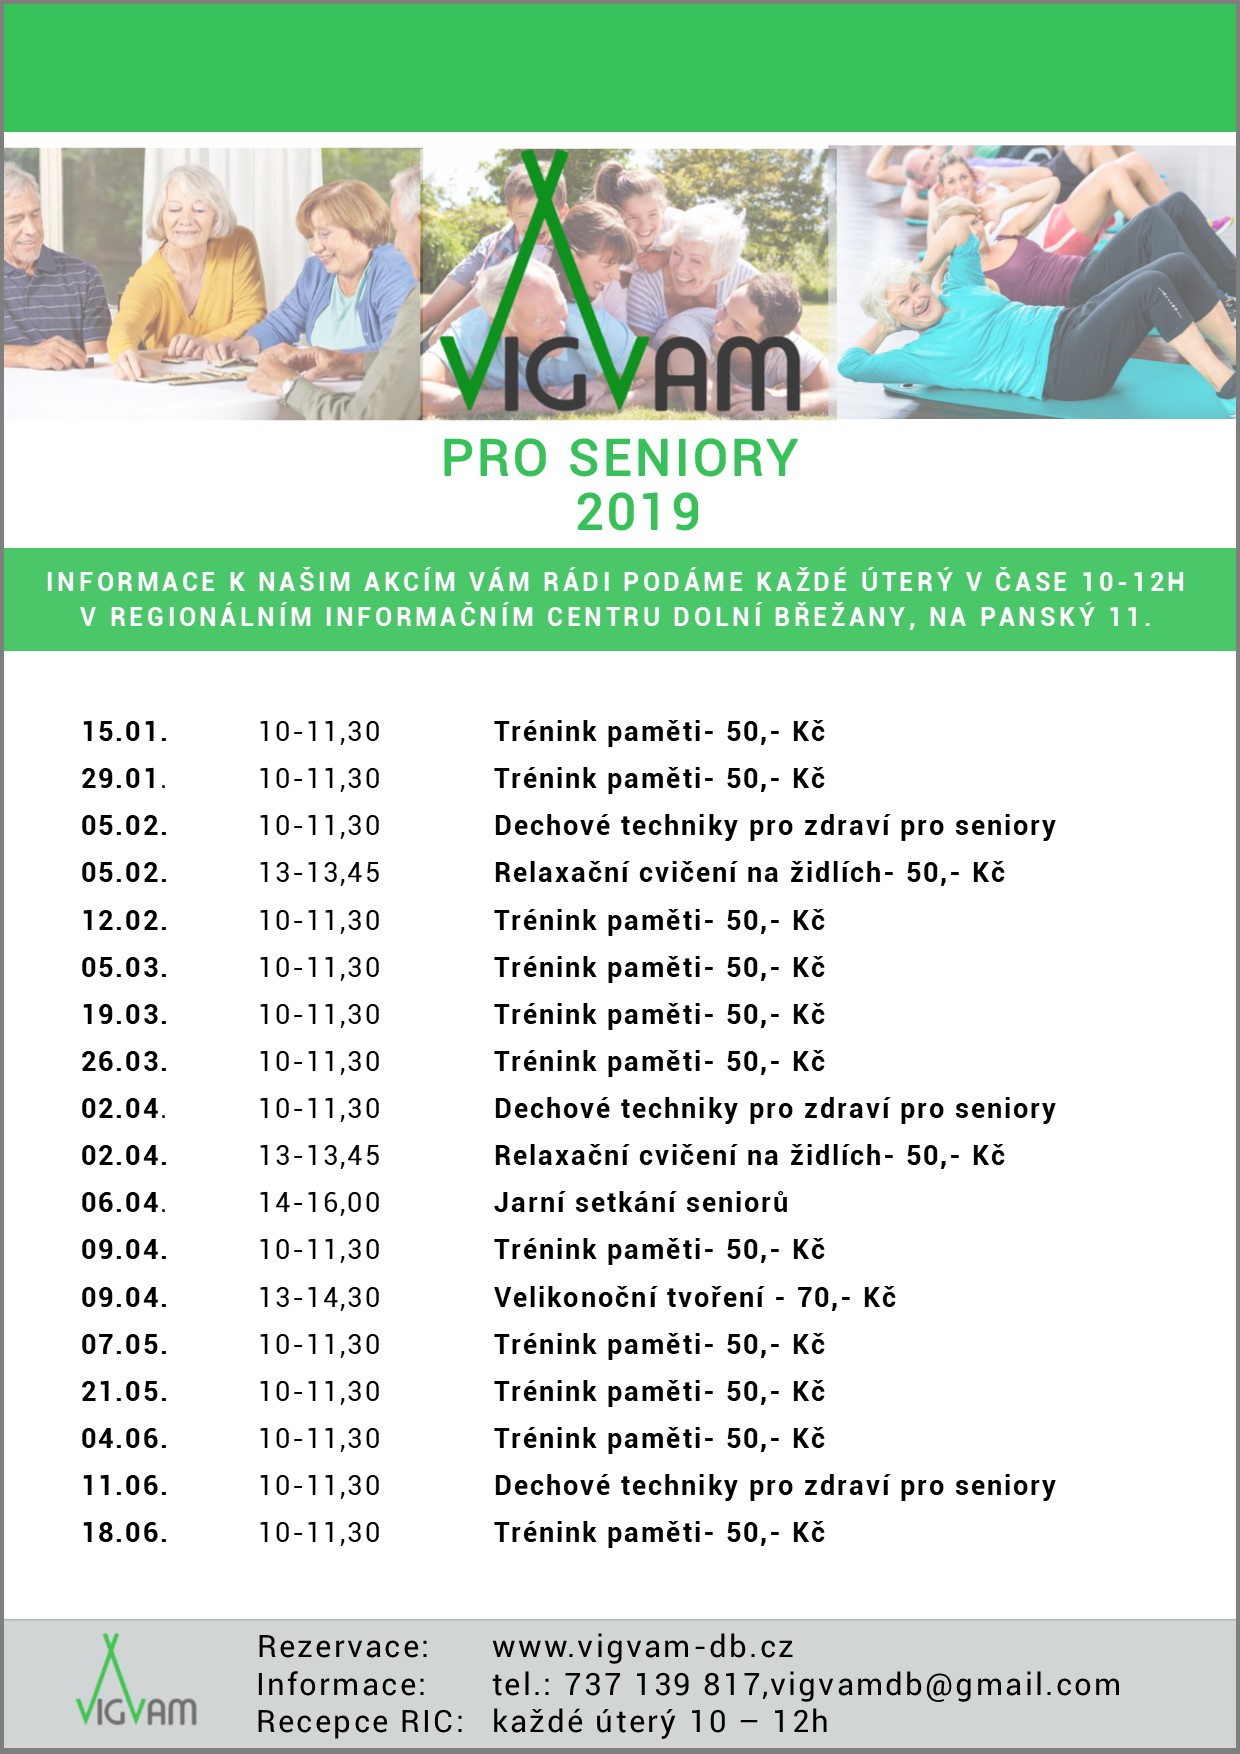 VIGVAM
PRO SENIORY
2019
INFORMACE K NAŠIM AKCÍM VÁM RÁDI PODÁME KAŽDÉ ÚTERÝ V ČASE 10-12H
V REGIONÁLNÍM INFORMAČNÍM CENTRU DOLNÍ BŘEŽANY, NA PANSKÝ 11.
15.01. 10-11,30 Trénink paměti- 50,- Kč
29.01. 10-11,30 Trénink paměti- 50,- Kč
05.02. 10-11,30 Dechové techniky pro zdraví pro seniory
05.02. 13-13,45 Relaxační cvičení na židlích- 50,- Kč
12.02. 10-11,30 Trénink paměti- 50,- Kč
05.03. 10-11,30 Trénink paměti- 50,- Kč
19.03. 10-11,30 Trénink paměti- 50,- Kč
26.03. 10-11,30 Trénink paměti- 50,- Kč
02.04. 10-11,30 Dechové techniky pro zdraví pro seniory
02.04. 13-13,45 Relaxační cvičení na židlích- 50,- Kč
06.04. 14-16,00 Jarní setkání seniorů
09.04. 10-11,30 Trénink paměti- 50,- Kč
09.04. 13-14,30 Velikonoční tvoření - 70,- Kč
07.05. 10-11,30 Trénink paměti- 50,- Kč
21.05. 10-11,30 Trénink paměti- 50,- Kč
04.06. 10-11,30 Trénink paměti- 50,- Kč
11.06. 10-11,30 Dechové techniky pro zdraví pro seniory
18.06. 10-11,30 Trénink paměti- 50,- Kč
VIGVAM
Rezervace: www.vigvam-db.cz
Informace: tel.: 737 139 817,vigvamdb@gmail.com
Recepce RIC: každé úterý 10 – 12h